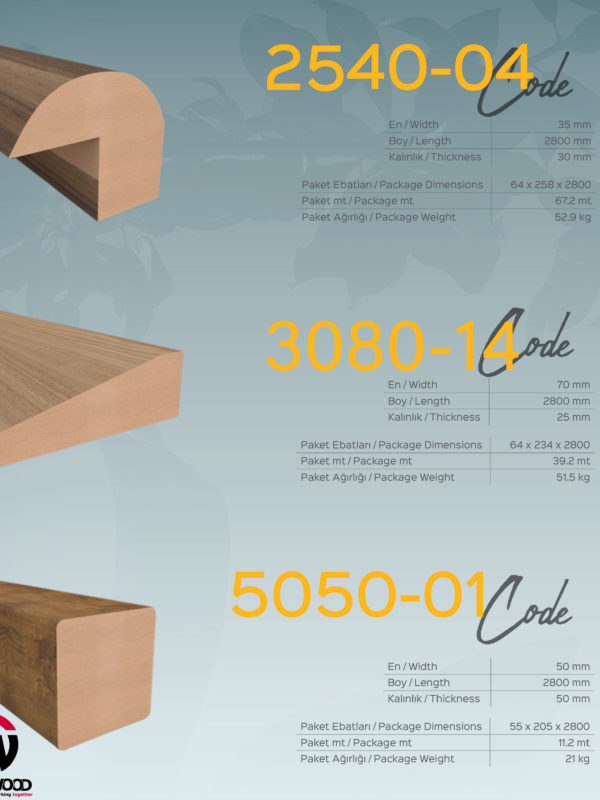 2540-04 Code
En / Width 35 mm
Boy / Length 2800 mm
Kalınlık / Thickness 30 mm
Paket Ebatları / Package Dimensions 64 x 258 x 2800
Paket mt / Package mt 67.2 mt
Paket Ağırlığı / Package Weight 52.9 kg
3080-14 Code
En / Width 70 mm
Boy / Length 2800 mm
Kalınlık / Thickness 25 mm
Paket Ebatları / Package Dimensions 64 x 234 x 2800
Paket mt / Package mt 39.2 mt
Paket Ağırlığı / Package Weight 51.5 kg
5050-01 Code
En / Width 50 mm
Boy / Length 2800 mm
Kalınlık / Thickness 50 mm
Paket Ebatları / Package Dimensions 55 x 205 x 2800
Paket mt / Package mt 11.2 mt
Paket Ağırlığı / Package Weight 21 kg
WOOD
rking together